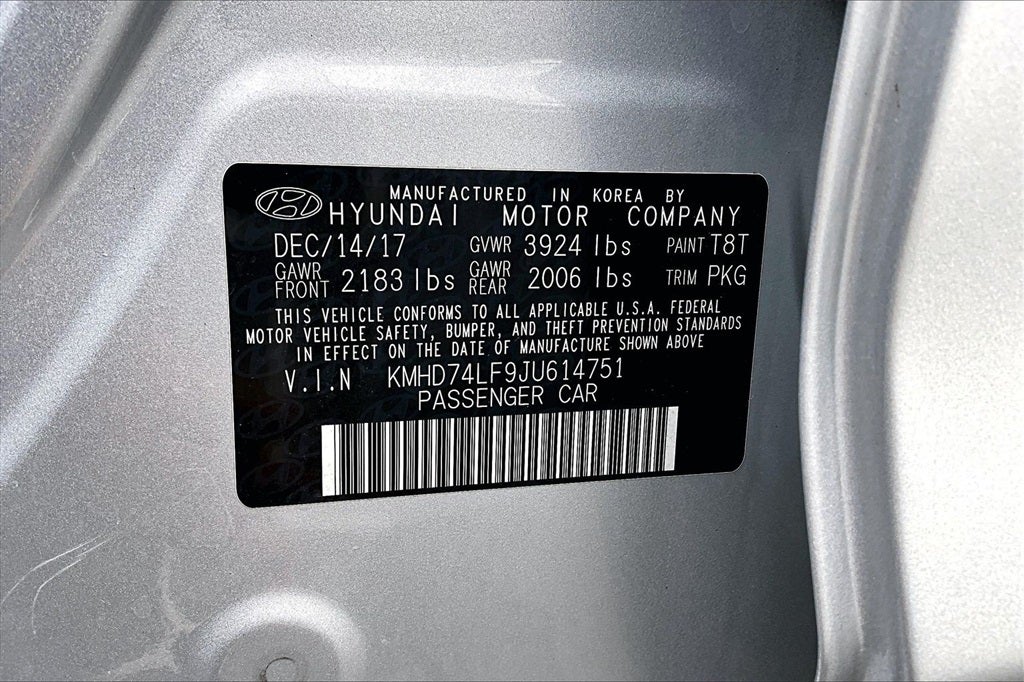 MANUFACTURED IN KOREA BY
HYUNDAI MOTOR COMPANY
DEC/14/17 GVWR 3924 lbs PAINT T8T
GAWR FRONT 2183 lbs GAWR REAR 2006 lbs TRIM PKG
THIS VEHICLE CONFORMS TO ALL APPLICABLE U.S.A. FEDERAL
MOTOR VEHICLE SAFETY, BUMPER, AND THEFT PREVENTION STANDARDS
IN EFFECT ON THE DATE OF MANUFACTURE SHOWN ABOVE
V.I.N KMHD74LF9JU614751
PASSENGER CAR